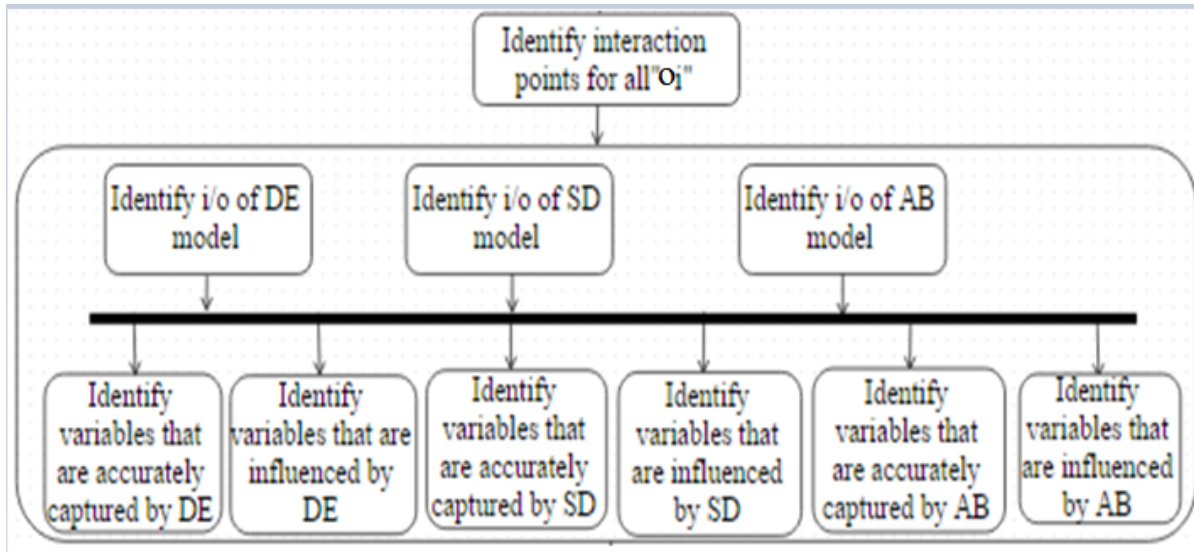 Identify interaction
points for all"oi"
Identify i/o of DE
model
Identify i/o of SD
model
Identify i/o of AB
model
Identify
variables that
are accurately
captured by DE
Identify
variables that are
influenced by
DE
Identify
variables that
are accurately
captured by SD
Identify
variables that
are influenced
by SD
Identify
variables that
are accurately
captured by AB
Identify
variables that
are influenced
by AB